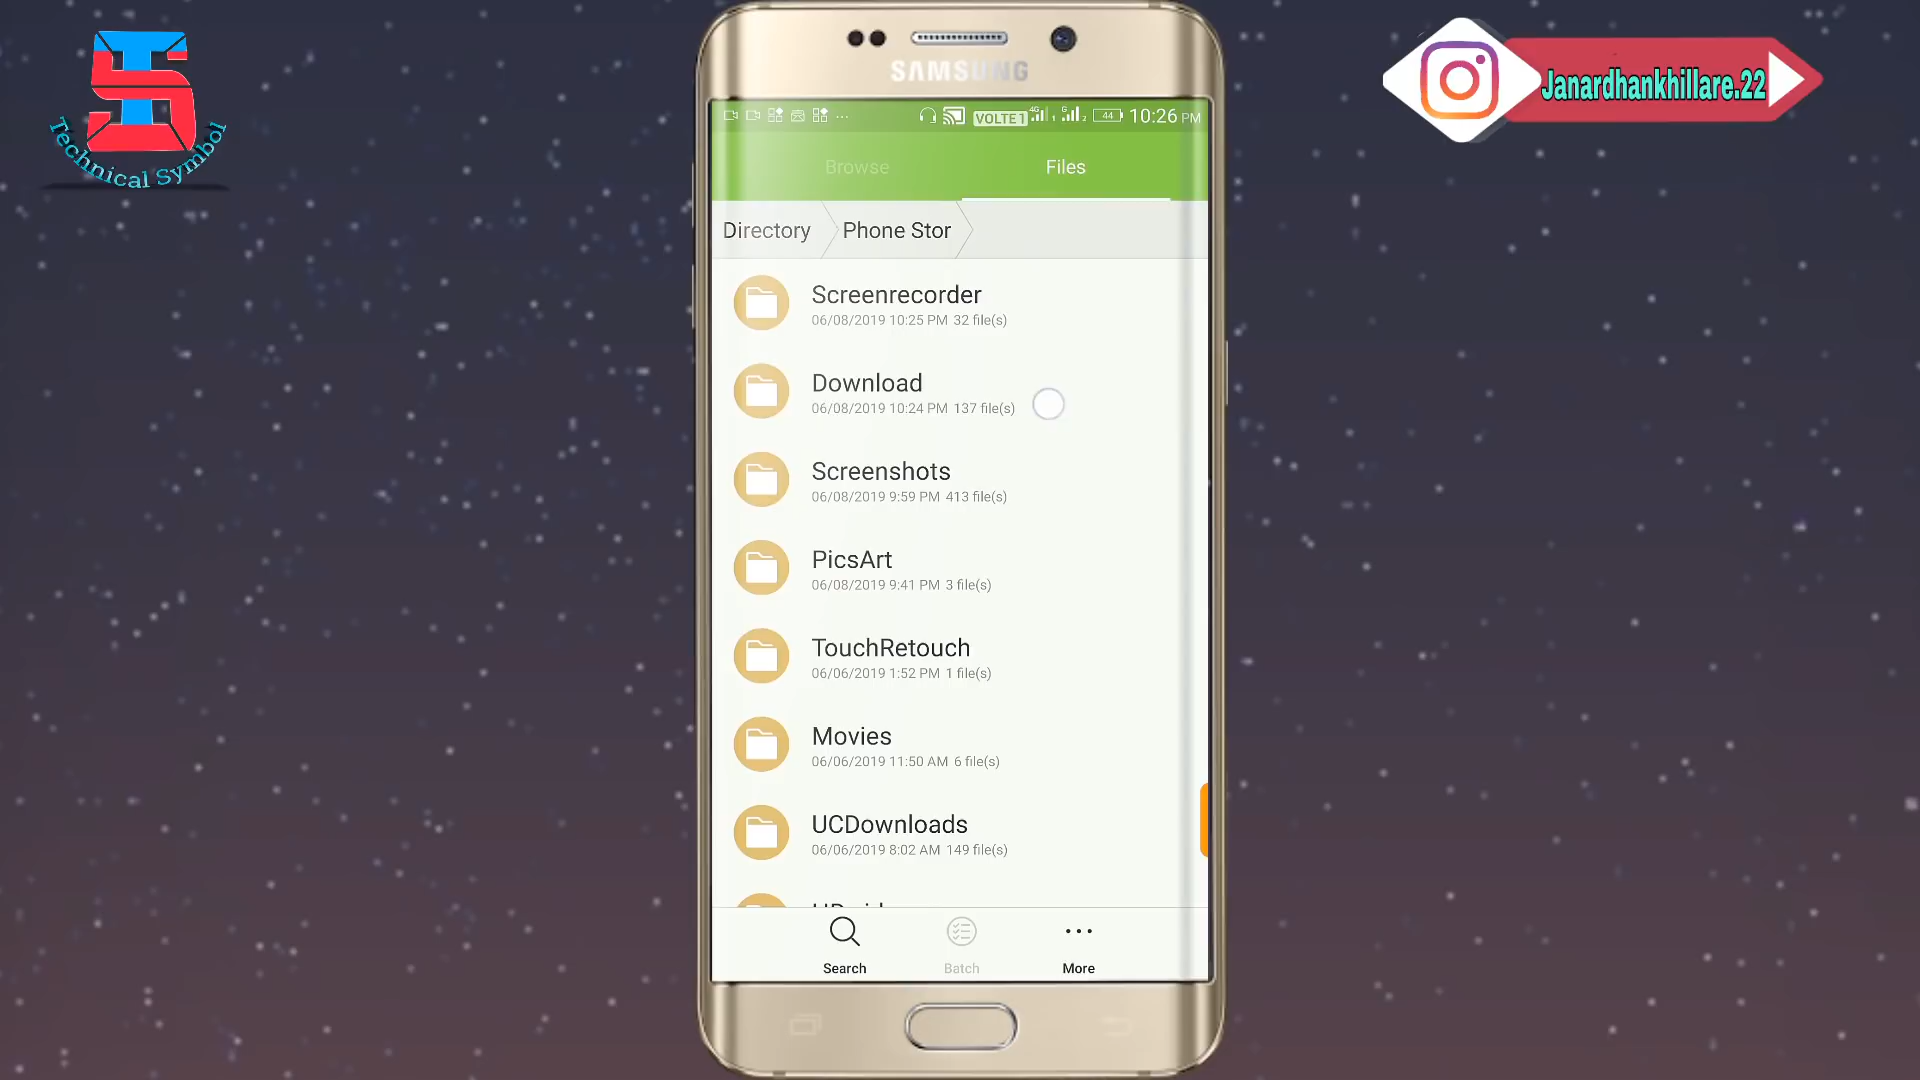 Technical Symbol
Janardhankhillare.22
SAMSUNG
VOLTE 1 4G 1 G 2 44 10:26 PM
Browse Files
Directory Phone Stor
Screenrecorder
06/08/2019 10:25 PM 32 file(s)
Download
06/08/2019 10:24 PM 137 file(s)
Screenshots
06/08/2019 9:59 PM 413 file(s)
PicsArt
06/08/2019 9:41 PM 3 file(s)
TouchRetouch
06/06/2019 1:52 PM 1 file(s)
Movies
06/06/2019 11:50 AM 6 file(s)
UCDownloads
06/06/2019 8:02 AM 149 file(s)
Search Batch More